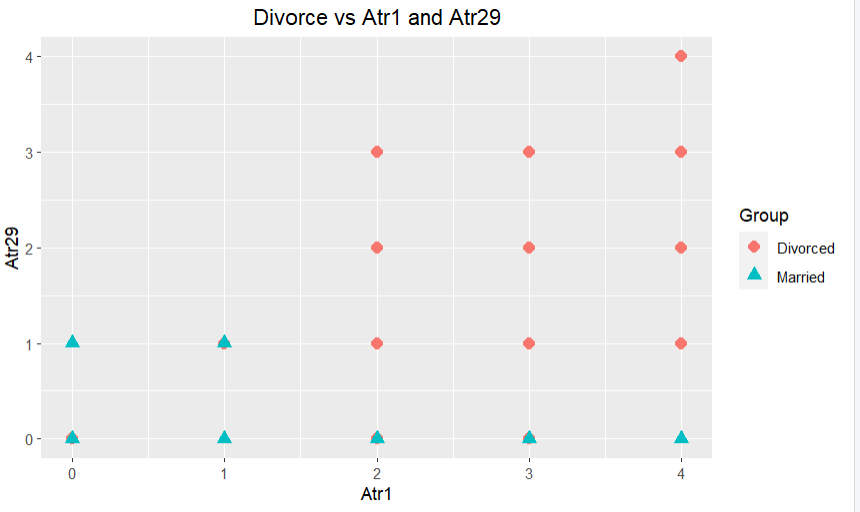 Divorce vs Atr1 and Atr29
4
3
2
1
0
Atr29
0 1 2 3 4
Atr1
Group
Divorced
Married